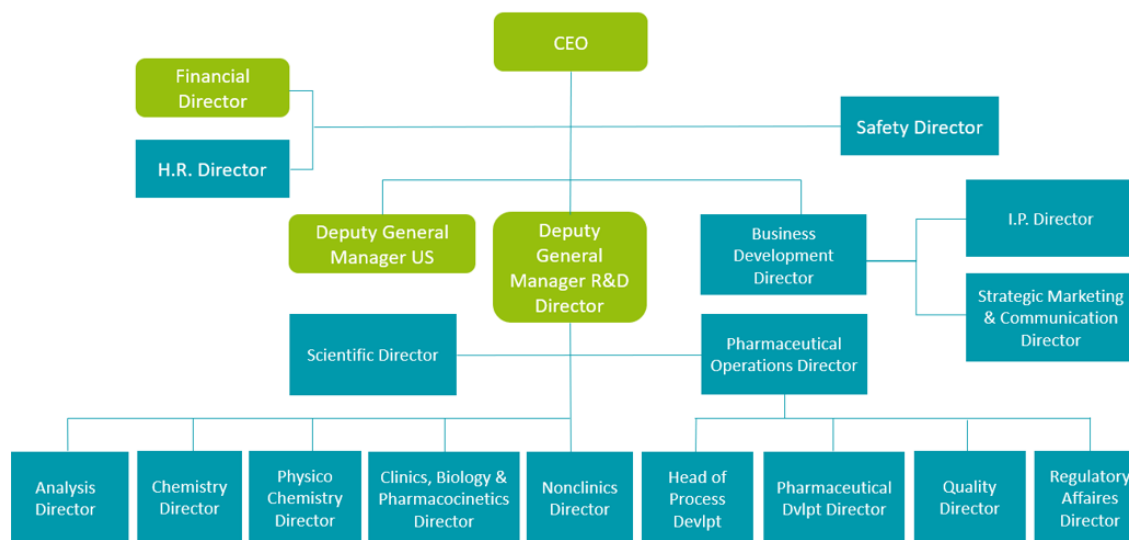 CEO
Financial
Director
Safety Director
H.R. Director
Deputy General
Manager US
Deputy
General
Manager R&D
Director
Business
Development
Director
I.P. Director
Strategic Marketing
& Communication
Director
Scientific Director
Pharmaceutical
Operations Director
Analysis
Director
Chemistry
Director
Physico
Chemistry
Director
Clinics, Biology &
Pharmacocinetics
Director
Nonclinics
Director
Head of
Process
Devlpt
Pharmaceutical
Dvlpt Director
Quality
Director
Regulatory
Affaires
Director